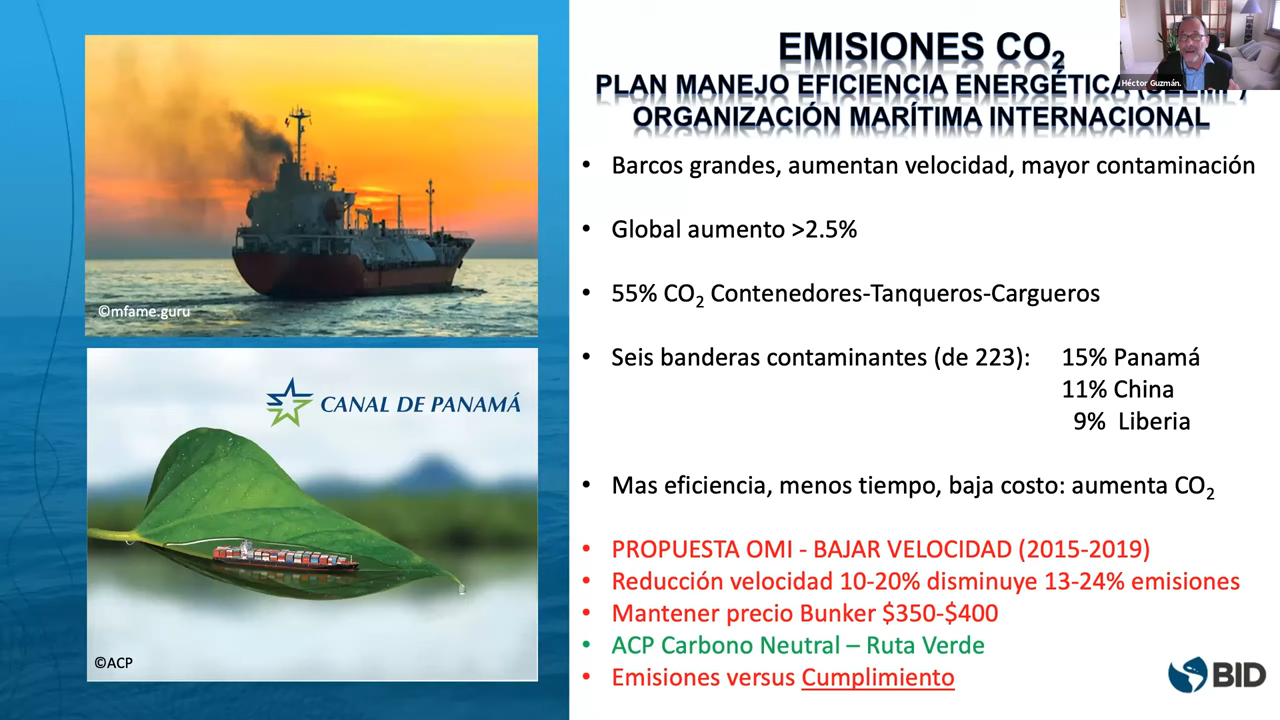 EMISIONES CO₂
PLAN MANEJO EFICIENCIA ENERGÉTICA
ORGANIZACIÓN MARÍTIMA INTERNACIONAL
Héctor Guzmán.
• Barcos grandes, aumentan velocidad, mayor contaminación
• Global aumento >2.5%
• 55% CO₂ Contenedores-Tanqueros-Cargueros
• Seis banderas contaminantes (de 223): 15% Panamá
11% China
9% Liberia
• Mas eficiencia, menos tiempo, baja costo: aumenta CO₂
• PROPUESTA OMI - BAJAR VELOCIDAD (2015-2019)
• Reducción velocidad 10-20% disminuye 13-24% emisiones
• Mantener precio Bunker $350-$400
• ACP Carbono Neutral – Ruta Verde
• Emisiones versus Cumplimiento
©mfame.guru
CANAL DE PANAMÁ
©ACP
BID